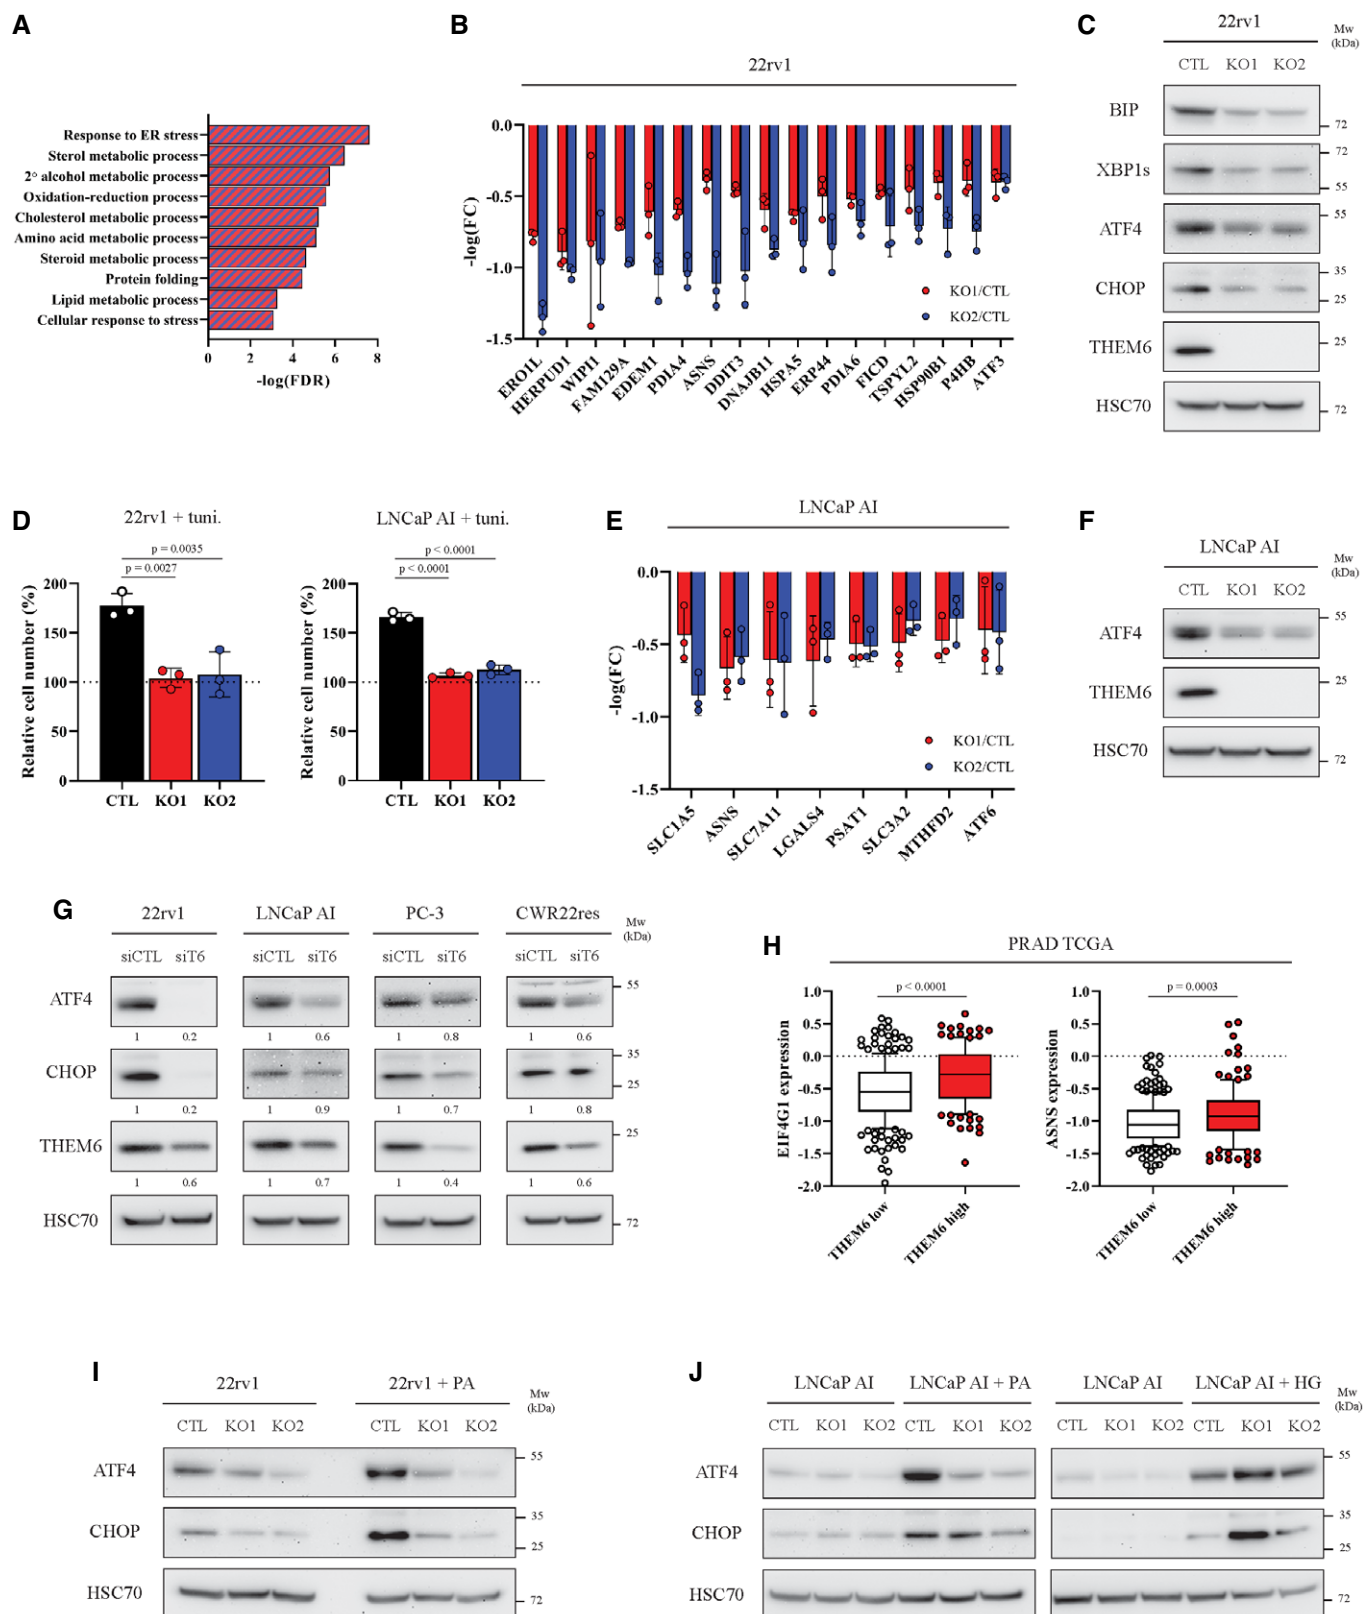 A
Response to ER stress
Sterol metabolic process
2° alcohol metabolic process
Oxidation-reduction process
Cholesterol metabolic process
Amino acid metabolic process
Steroid metabolic process
Protein folding
Lipid metabolic process
Cellular response to stress
0 2 4 6 8
-log(FDR)
B
22rv1
-log(FC)
0.0
-0.5
-1.0
-1.5
KO1/CTL
KO2/CTL
ERO1L HERPUD1 WIPI1 FAM129A EDEM1 PDIA4 ASNS DDIT3 DNAJB11 HSPA5 ERP44 PDIA6 FICD TSPYL2 HSP90B1 P4HB ATF3
C
22rv1
Mw
(kDa)
CTL KO1 KO2
BIP
72
XBP1s
72
55
ATF4
55
CHOP
35
25
THEM6
25
HSC70
72
D
22rv1 + tuni.
p = 0.0035
p = 0.0027
Relative cell number (%)
200
150
100
50
0
CTL KO1 KO2
LNCaP AI + tuni.
p < 0.0001
p < 0.0001
Relative cell number (%)
200
150
100
50
0
CTL KO1 KO2
E
LNCaP AI
-log(FC)
0.0
-0.5
-1.0
-1.5
KO1/CTL
KO2/CTL
SLC1A5 ASNS SLC7A11 LGALS4 PSAT1 SLC3A2 MTHFD2 ATF6
F
LNCaP AI
Mw
(kDa)
CTL KO1 KO2
ATF4
55
THEM6
25
HSC70
72
G
22rv1 LNCaP AI PC-3 CWR22res
Mw
(kDa)
siCTL siT6 siCTL siT6 siCTL siT6 siCTL siT6
ATF4
55
1 0.2 1 0.6 1 0.8 1 0.6
CHOP
35
25
1 0.2 1 0.9 1 0.7 1 0.8
THEM6
25
1 0.6 1 0.7 1 0.4 1 0.6
HSC70
72
H
PRAD TCGA
p < 0.0001
EIF4G1 expression
1.0
0.5
0.0
-0.5
-1.0
-1.5
-2.0
THEM6 low THEM6 high
p = 0.0003
ASNS expression
1.0
0.5
0.0
-0.5
-1.0
-1.5
-2.0
THEM6 low THEM6 high
I
22rv1 22rv1 + PA
Mw
(kDa)
CTL KO1 KO2 CTL KO1 KO2
ATF4
55
CHOP
35
25
HSC70
72
J
LNCaP AI LNCaP AI + PA LNCaP AI LNCaP AI + HG
Mw
(kDa)
CTL KO1 KO2 CTL KO1 KO2 CTL KO1 KO2 CTL KO1 KO2
ATF4
55
CHOP
35
25
HSC70
72